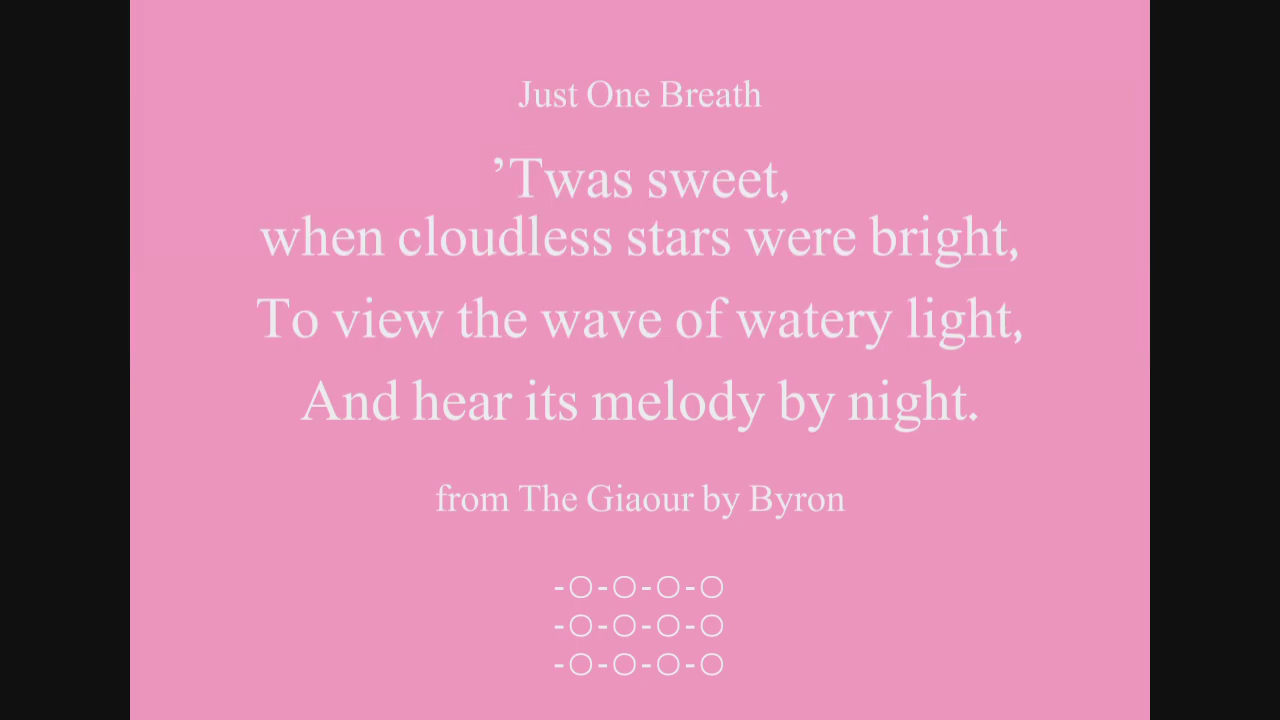 Just One Breath
’Twas sweet,
when cloudless stars were bright,
To view the wave of watery light,
And hear its melody by night.
from The Giaour by Byron
-○-○-○-○
-○-○-○-○
-○-○-○-○